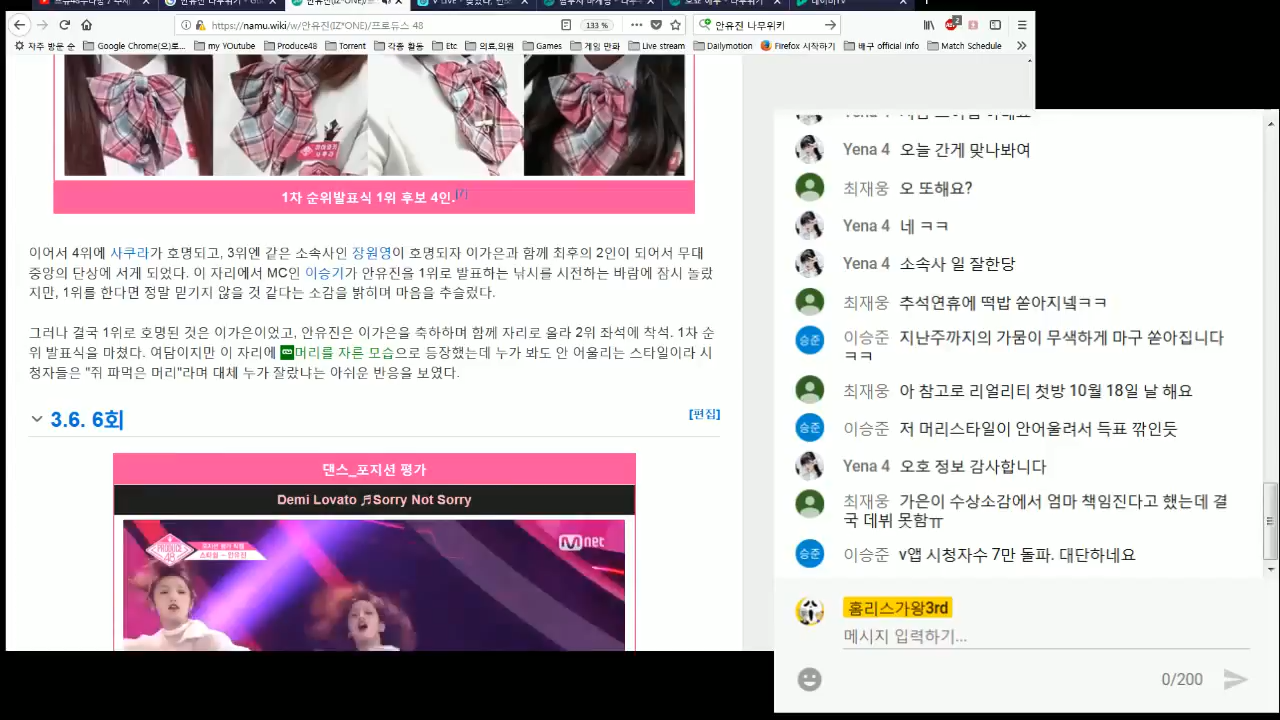 안유진(IZ*ONE)/프로듀스 48
https://namu.wiki/w/안유진(IZ*ONE)/프로듀스 48
133 %
안유진 나무위키
자주 방문 순
Google Chrome(으)로...
my YouTube
Produce48
Torrent
각종 활동
Etc
의료,의원
Games
게임 만화
Live stream
Dailymotion
Firefox 시작하기
배구 official info
Match Schedule
1차 순위발표식 1위 후보 4인.[7]
이어서 4위에 사쿠라가 호명되고, 3위엔 같은 소속사인 장원영이 호명되자 이가은과 함께 최후의 2인이 되어서 무대
중앙의 단상에 서게 되었다. 이 자리에서 MC인 이승기가 안유진을 1위로 발표하는 낚시를 시전하는 바람에 잠시 놀랐
지만, 1위를 한다면 정말 믿기지 않을 것 같다는 소감을 밝히며 마음을 추슬렀다.
그러나 결국 1위로 호명된 것은 이가은이었고, 안유진은 이가은을 축하하며 함께 자리로 올라 2위 좌석에 착석. 1차 순
위 발표식을 마쳤다. 여담이지만 이 자리에 머리를 자른 모습으로 등장했는데 누가 봐도 안 어울리는 스타일이라 시
청자들은 "쥐 파먹은 머리"라며 대체 누가 잘랐냐는 아쉬운 반응을 보였다.
3.6. 6회
[편집]
댄스_포지션 평가
Demi Lovato ♬Sorry Not Sorry
PRODUCE 48
스타쉽 - 안유진
Mnet
Yena 4 오늘 간게 맞나봐여
최재웅 오 또해요?
Yena 4 네 ㅋㅋ
Yena 4 소속사 일 잘한당
최재웅 추석연휴에 떡밥 쏟아지넼ㅋㅋ
이승준 지난주까지의 가뭄이 무색하게 마구 쏟아집니다
ㅋㅋ
최재웅 아 참고로 리얼리티 첫방 10월 18일 날 해요
이승준 저 머리스타일이 안어울려서 득표 깎인듯
Yena 4 오호 정보 감사합니다
최재웅 가은이 수상소감에서 엄마 책임진다고 했는데 결
국 데뷔 못함ㅠ
이승준 v앱 시청자수 7만 돌파. 대단하네요
홈리스가왕3rd
메시지 입력하기...
0/200